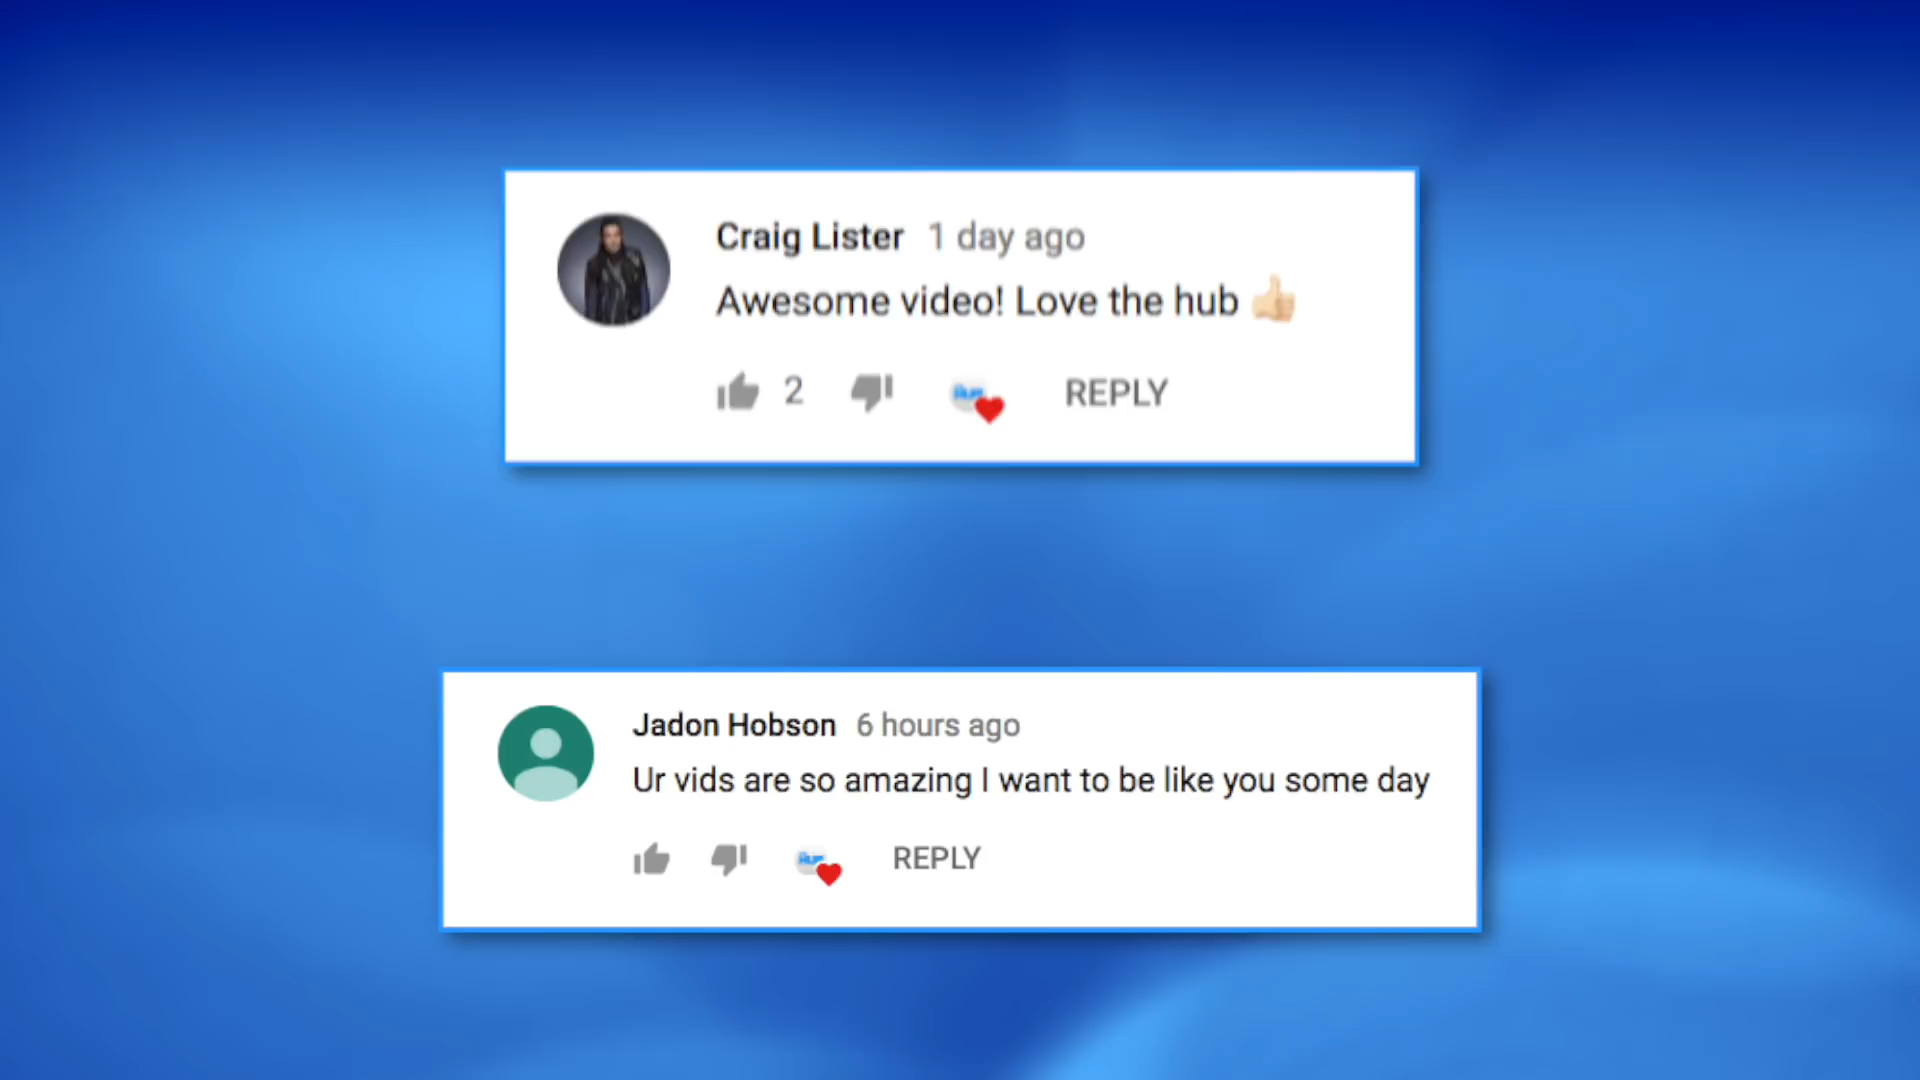 Craig Lister 1 day ago
Awesome video! Love the hub 👍🏻
2 REPLY
Jadon Hobson 6 hours ago
Ur vids are so amazing I want to be like you some day
REPLY